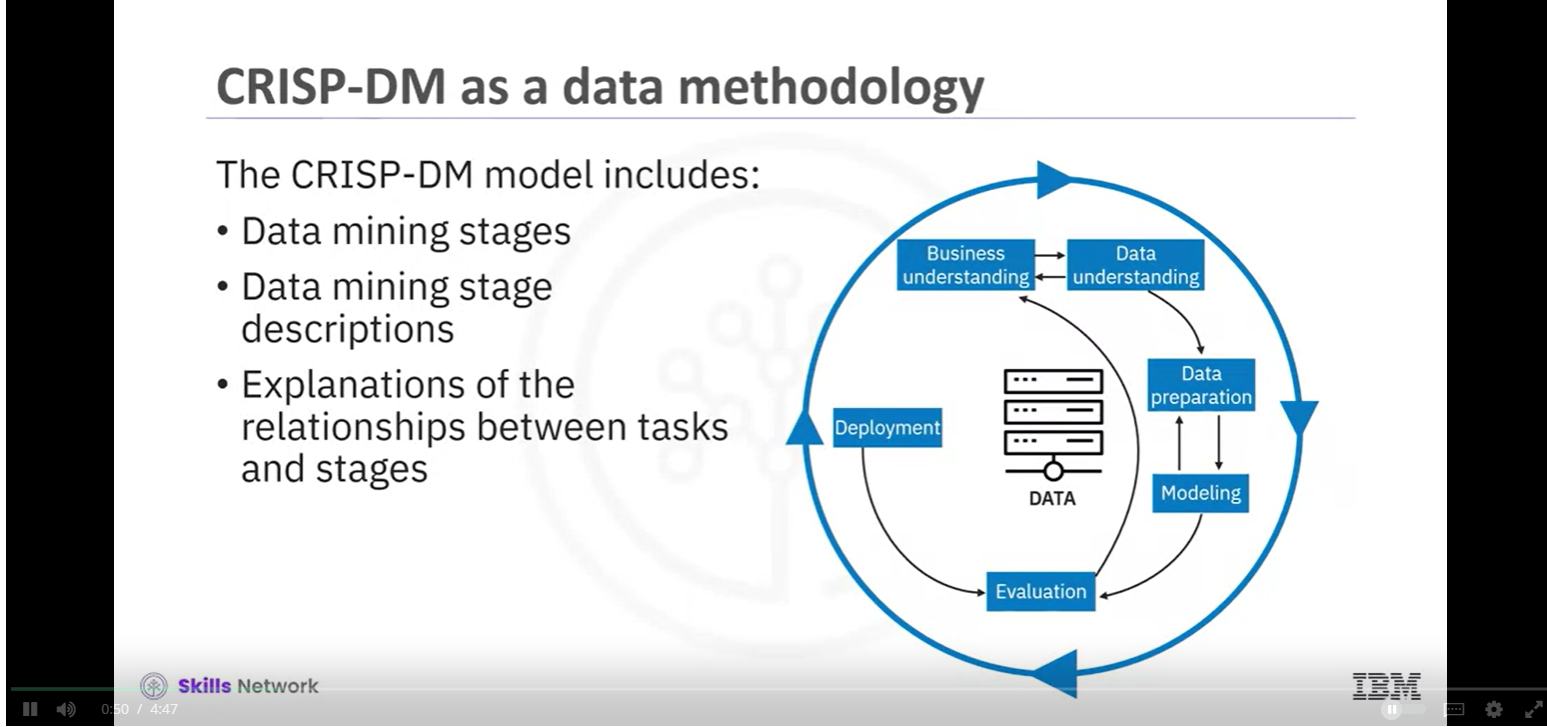 CRISP-DM as a data methodology
The CRISP-DM model includes:
• Data mining stages
• Data mining stage
descriptions
• Explanations of the
relationships between tasks
and stages
Business
understanding
Data
understanding
Data
preparation
Modeling
Evaluation
Deployment
DATA
Skills Network
IBM
0:50 / 4:47